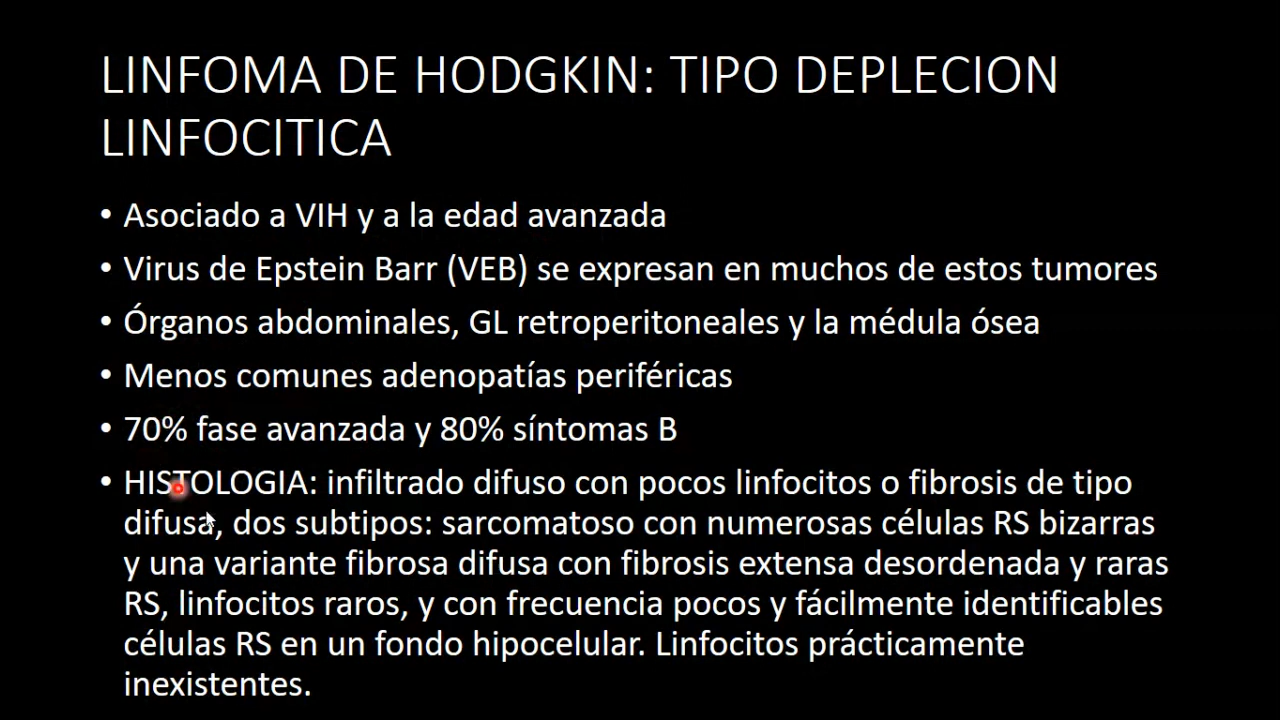 LINFOMA DE HODGKIN: TIPO DEPLECION
LINFOCITICA
• Asociado a VIH y a la edad avanzada
• Virus de Epstein Barr (VEB) se expresan en muchos de estos tumores
• Órganos abdominales, GL retroperitoneales y la médula ósea
• Menos comunes adenopatías periféricas
• 70% fase avanzada y 80% síntomas B
• HISTOLOGIA: infiltrado difuso con pocos linfocitos o fibrosis de tipo
difusa, dos subtipos: sarcomatoso con numerosas células RS bizarras
y una variante fibrosa difusa con fibrosis extensa desordenada y raras
RS, linfocitos raros, y con frecuencia pocos y fácilmente identificables
células RS en un fondo hipocelular. Linfocitos prácticamente
inexistentes.